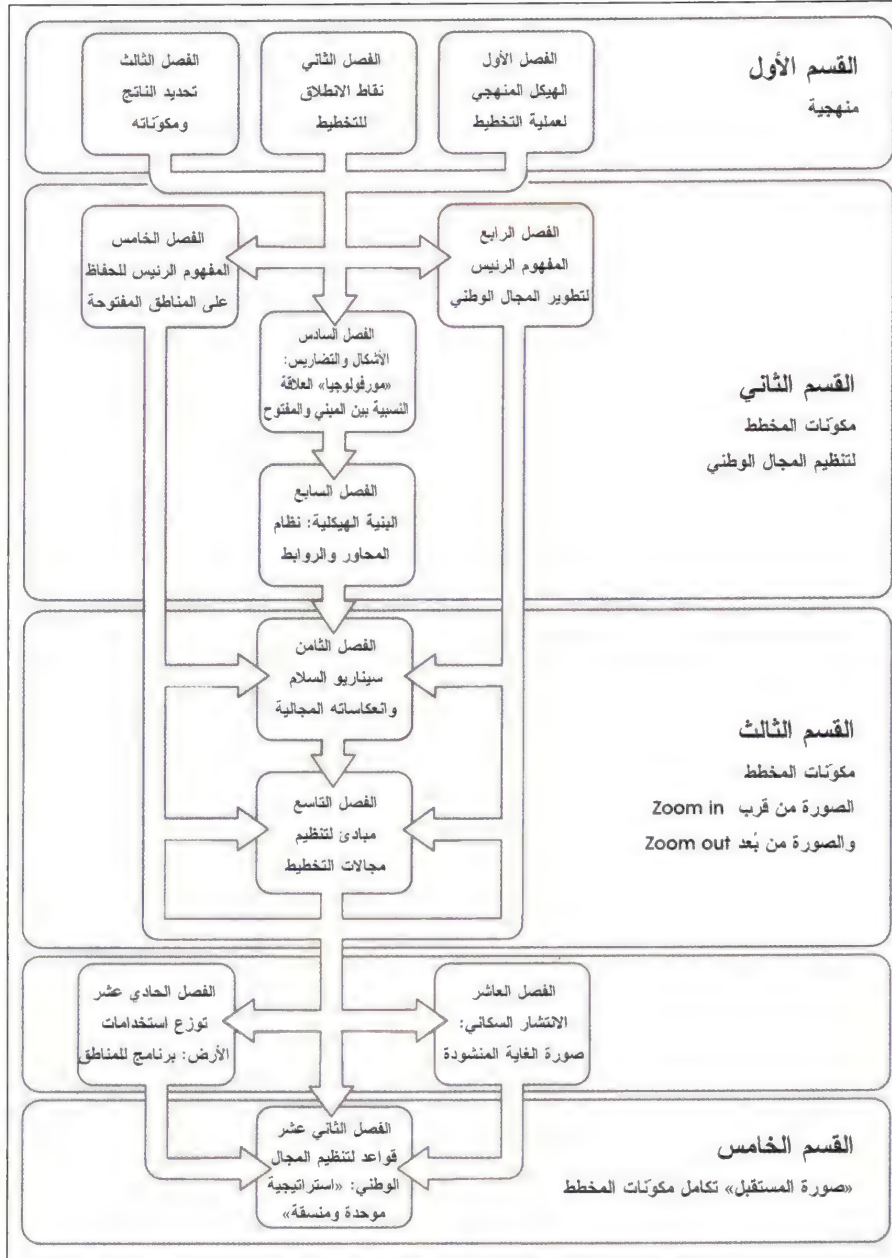 القسم الأول
منهجية
الفصل الأول
الهيكل المنهجي
لعملية التخطيط
الفصل الثاني
نقاط الانطلاق
للتخطيط
الفصل الثالث
تحديد الناتج
ومكوّناته
القسم الثاني
مكوّنات المخطط
لتنظيم المجال الوطني
الفصل الرابع
المفهوم الرئيس
لتطوير المجال الوطني
الفصل الخامس
المفهوم الرئيس للحفاظ
على المناطق المفتوحة
الفصل السادس
الأشكال والتضاريس:
«مورفولوجيا» العلاقة
النسبية بين المبني والمفتوح
الفصل السابع
البنية الهيكلية: نظام
المحاور والروابط
القسم الثالث
مكوّنات المخطط
الصورة من قرب Zoom in
والصورة من بُعد Zoom out
الفصل الثامن
سيناريو السلام
وانعكاساته المجالية
الفصل التاسع
مبادئ لتنظيم
مجالات التخطيط
الفصل العاشر
الانتشار السكاني:
صورة الغاية المنشودة
الفصل الحادي عشر
توزع استخدامات
الأرض: برنامج للمناطق
القسم الخامس
«صورة المستقبل» تكامل مكوّنات المخطط
الفصل الثاني عشر
قواعد لتنظيم المجال
الوطني: «استراتيجية
موحدة ومنسقة»